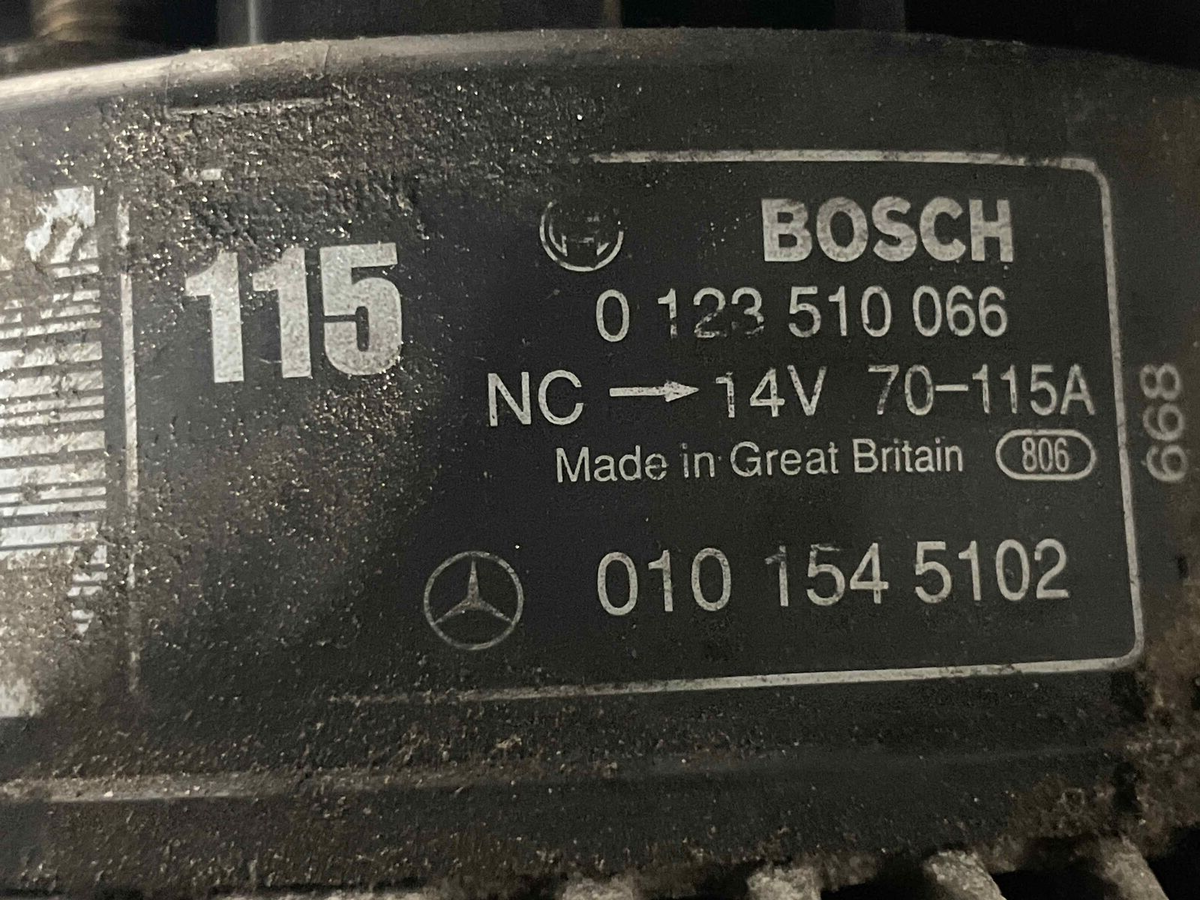 115
BOSCH
0 123 510 066
NC → 14V 70-115A
Made in Great Britain 806
010 154 5102
668